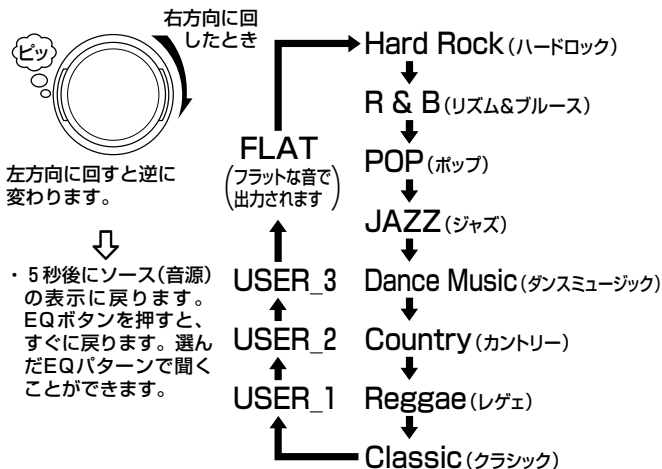 ピッ
右方向に回
したとき
左方向に回すと逆に
変わります。
・5秒後にソース(音源)
の表示に戻ります。
EQボタンを押すと、
すぐに戻ります。選ん
だEQパターンで聞く
ことができます。
Hard Rock(ハードロック)
R & B(リズム&ブルース)
POP(ポップ)
JAZZ(ジャズ)
Dance Music(ダンスミュージック)
Country(カントリー)
Reggae(レゲェ)
Classic(クラシック)
USER_1
USER_2
USER_3
FLAT
(フラットな音で
出力されます)